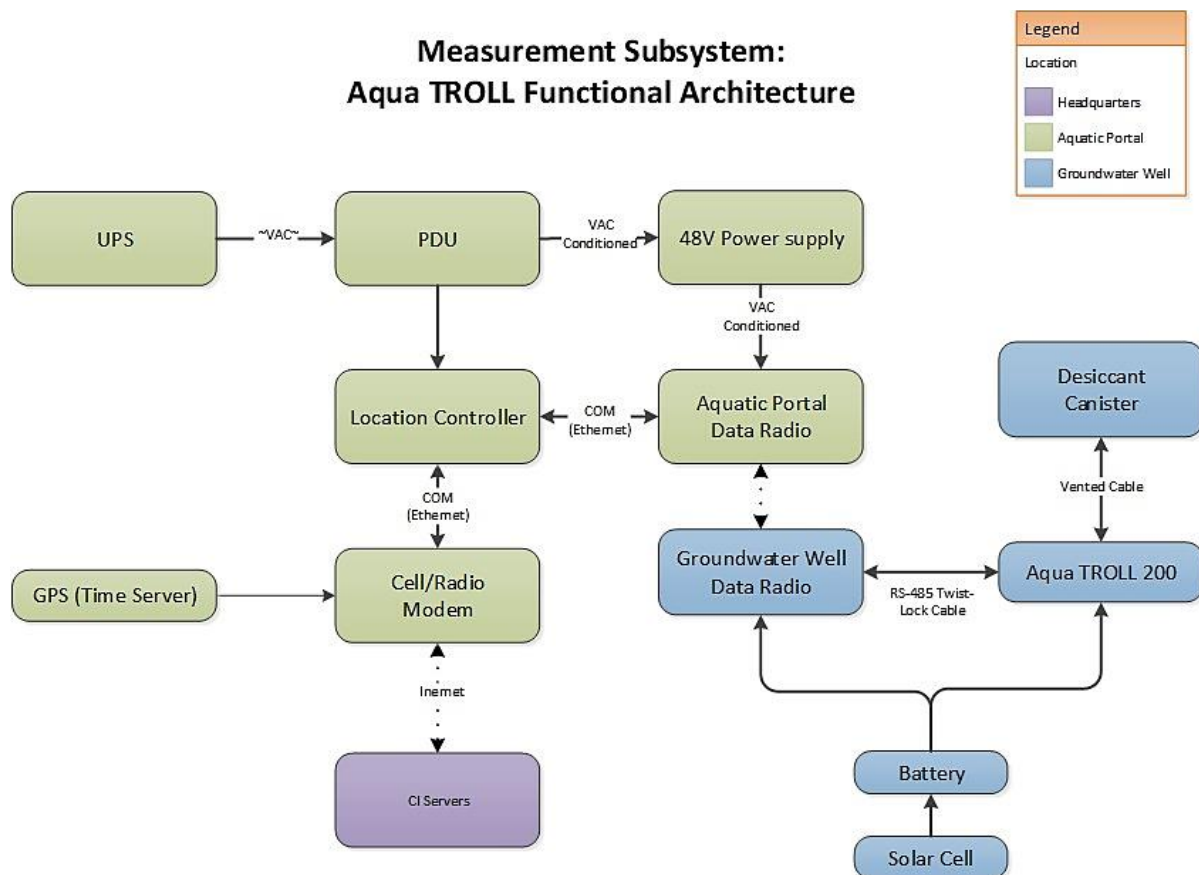 Measurement Subsystem:
Aqua TROLL Functional Architecture
Legend
Location
Headquarters
Aquatic Portal
Groundwater Well
UPS
~VAC~
PDU
VAC
Conditioned
48V Power supply
VAC
Conditioned
Location Controller
COM
(Ethernet)
Aquatic Portal
Data Radio
Desiccant
Canister
COM
(Ethernet)
Vented Cable
GPS (Time Server)
Cell/Radio
Modem
Groundwater Well
Data Radio
RS-485 Twist-
Lock Cable
Aqua TROLL 200
Inernet
CI Servers
Battery
Solar Cell